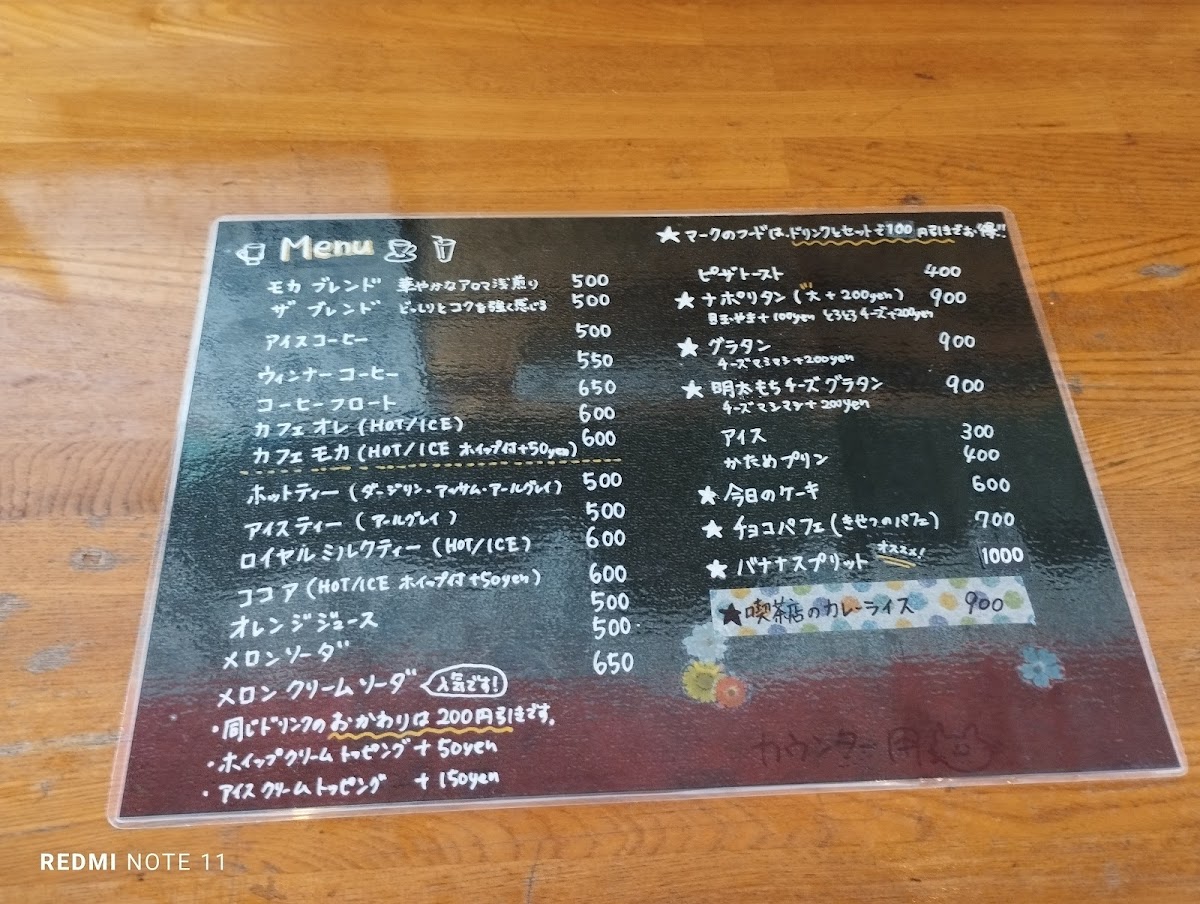 Menu
モカ ブレンド 華やかなアロマ浅煎り 500
ザ ブレンド どっしりとコクを強く感じる 500
アイスコーヒー 500
ウィンナーコーヒー 550
コーヒーフロート 650
カフェオレ (HOT/ICE) 600
カフェモカ (HOT/ICE ホイップ付+50yen) 600
ホットティー (ダージリン・アッサム・アールグレイ) 500
アイスティー (アールグレイ) 500
ロイヤルミルクティー (HOT/ICE) 600
ココア (HOT/ICE ホイップ付+50yen) 600
オレンジジュース 500
メロンソーダ 500
メロンクリームソーダ 人気です! 650
・同じドリンクのおかわりは200円引きです。
・ホイップクリームトッピング +50yen
・アイスクリームトッピング +150yen
★マークのフードは、ドリンクとセットで100円引きでお得!!
ピーザトースト 400
★ナポリタン (大+200yen) 900
目玉やき+100yen とろとろチーズ+200yen
★グラタン 900
チーズマシマシ+200yen
★明太もちチーズグラタン 900
チーズマシマシ+200yen
アイス 300
かためプリン 400
★今日のケーキ 600
★チョコパフェ (きせつのパフェ) 700
★バナナスプリット オススメ! 1000
★喫茶店のカレーライス 900
カウンター用
REDMI NOTE 11